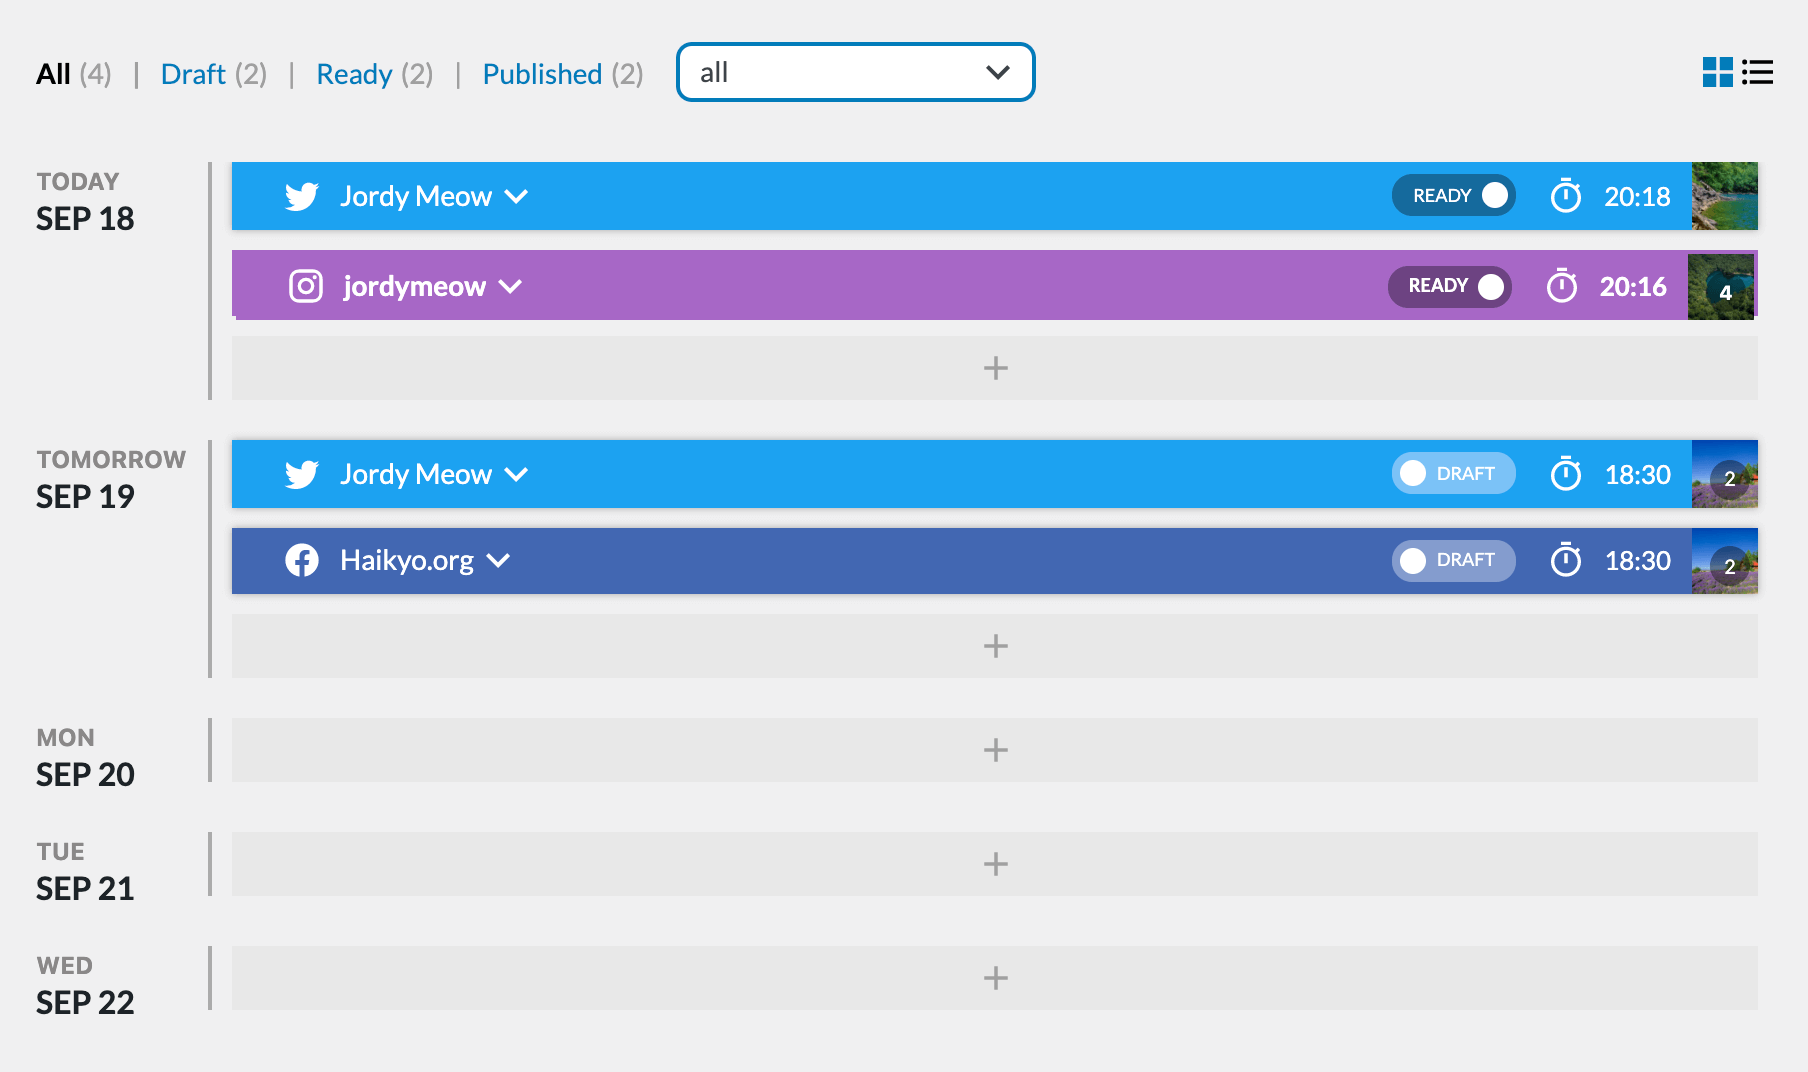 All (4) | Draft (2) | Ready (2) | Published (2) all
TODAY
SEP 18
Jordy Meow READY 20:18
jordymeow READY 20:16 4
+
TOMORROW
SEP 19
Jordy Meow DRAFT 18:30 2
Haikyo.org DRAFT 18:30 2
+
MON
SEP 20
+
TUE
SEP 21
+
WED
SEP 22
+